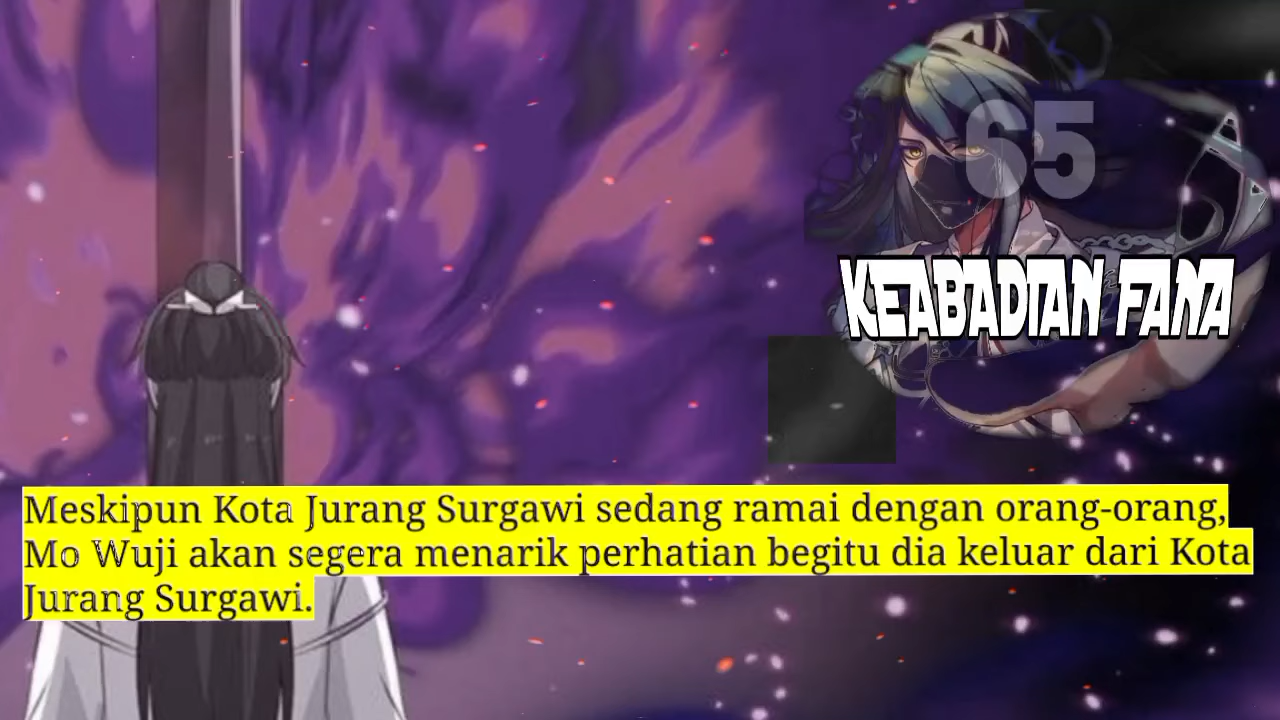 65
KEABADIAN FANA
Meskipun Kota Jurang Surgawi sedang ramai dengan orang-orang,
Mo Wuji akan segera menarik perhatian begitu dia keluar dari Kota
Jurang Surgawi.